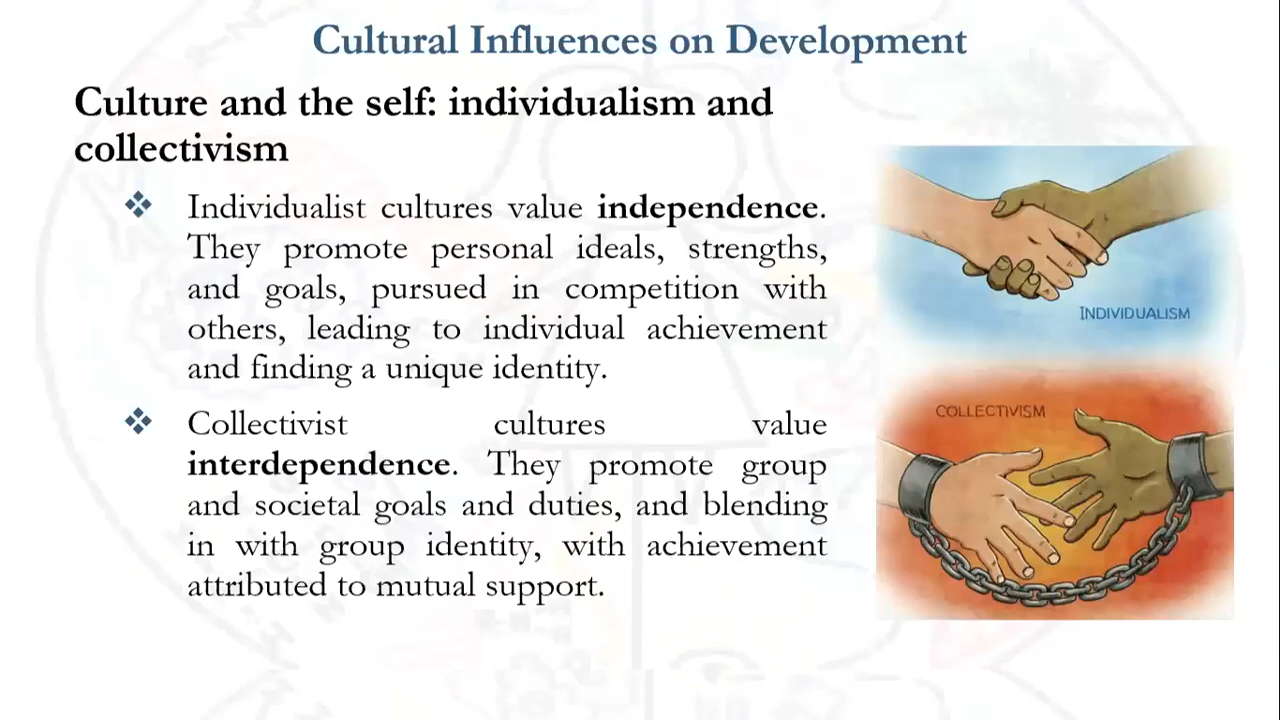 Cultural Influences on Development
Culture and the self: individualism and
collectivism
Individualist cultures value independence.
They promote personal ideals, strengths,
and goals, pursued in competition with
others, leading to individual achievement
and finding a unique identity.
Collectivist cultures value
interdependence. They promote group
and societal goals and duties, and blending
in with group identity, with achievement
attributed to mutual support.
INDIVIDUALISM
COLLECTIVISM